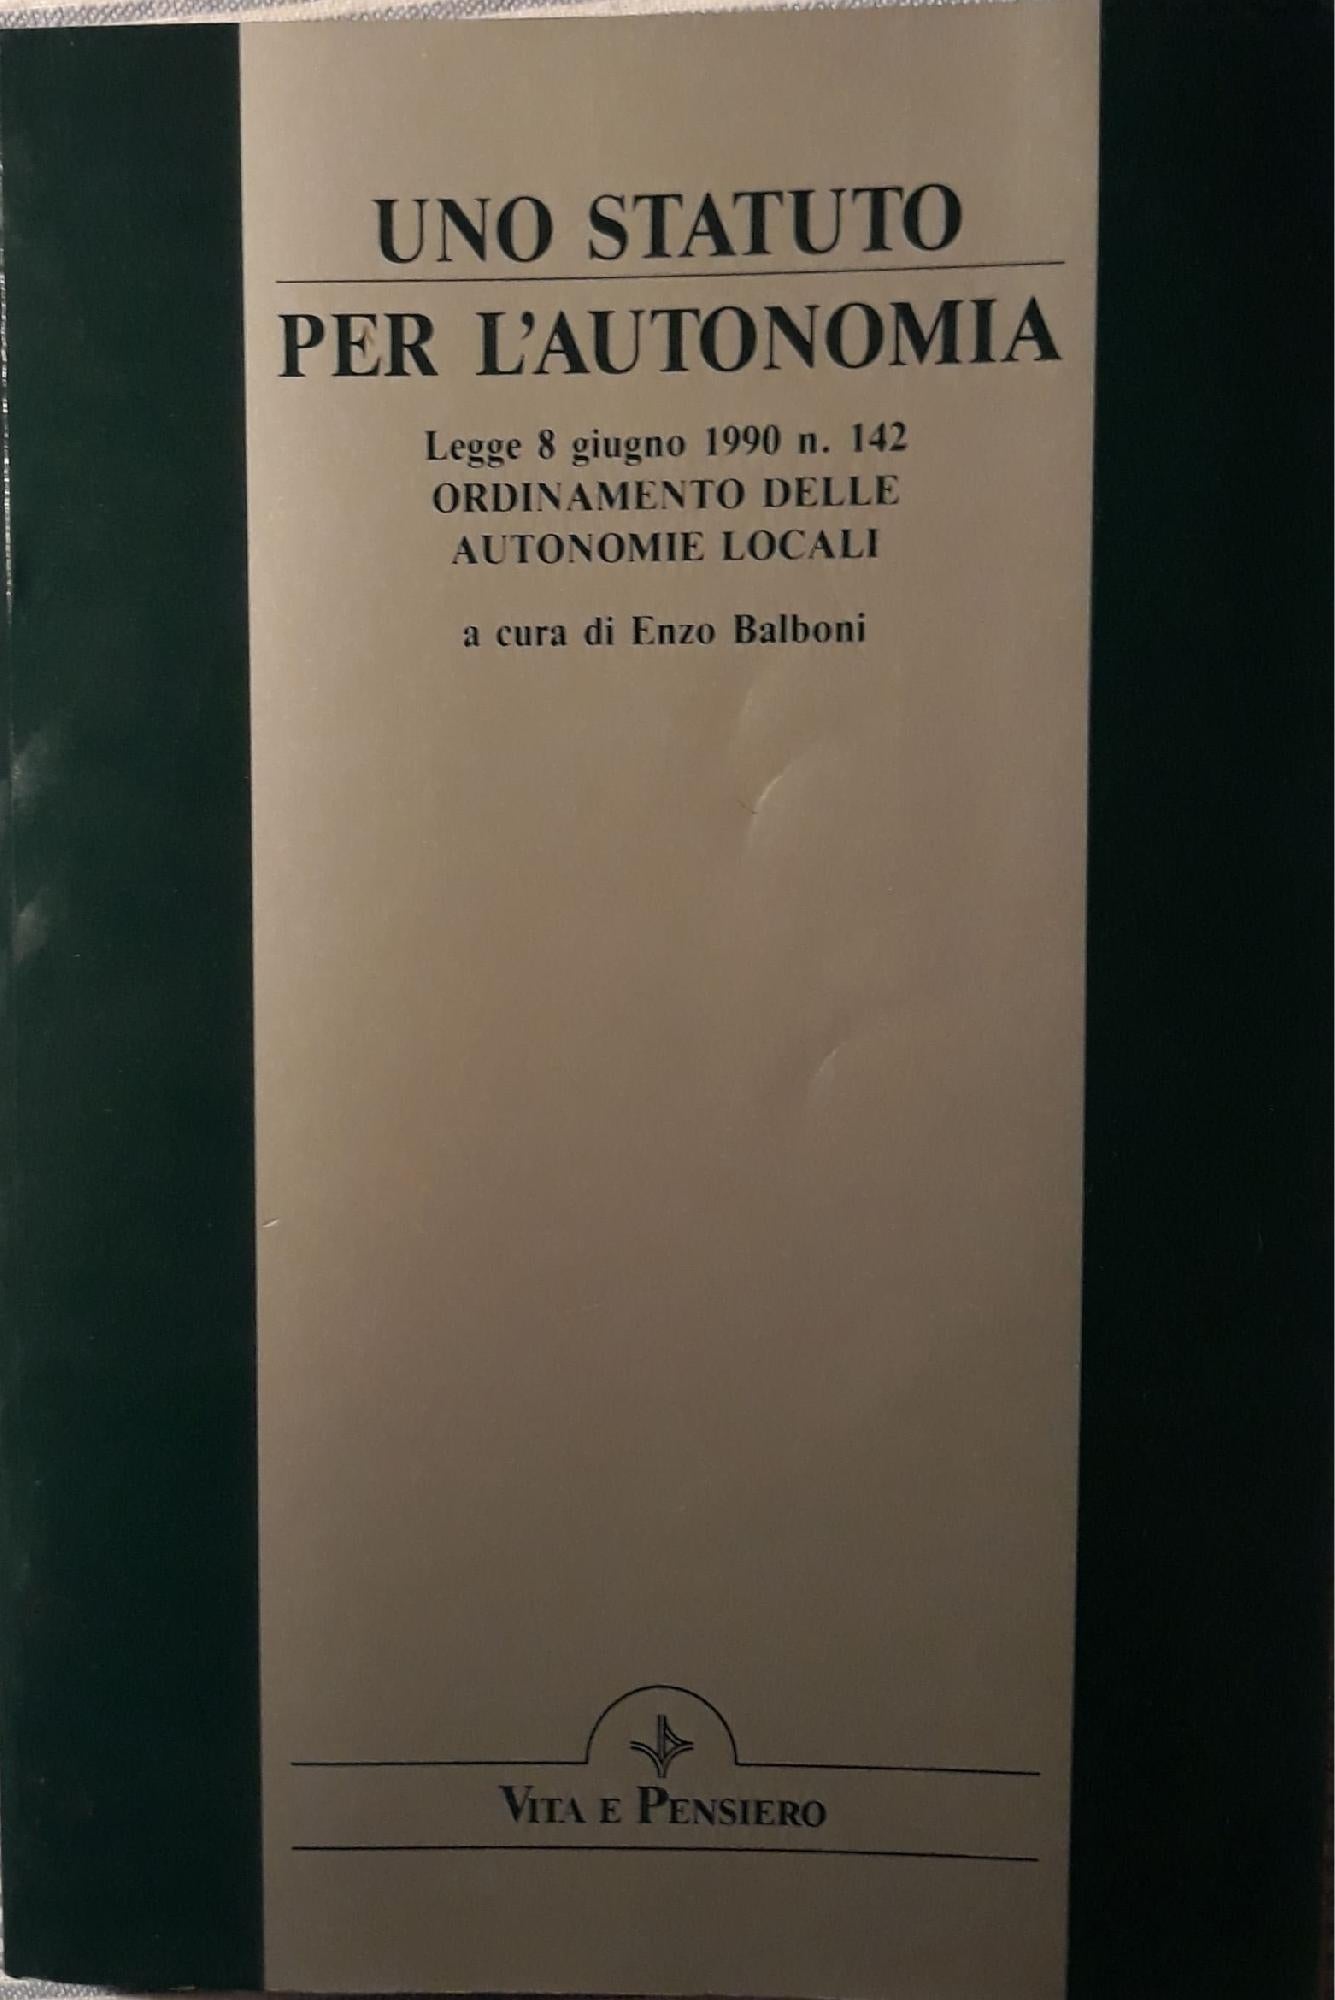 UNO STATUTO
PER L'AUTONOMIA
Legge 8 giugno 1990 n. 142
ORDINAMENTO DELLE
AUTONOMIE LOCALI
a cura di Enzo Balboni
VITA E PENSIERO